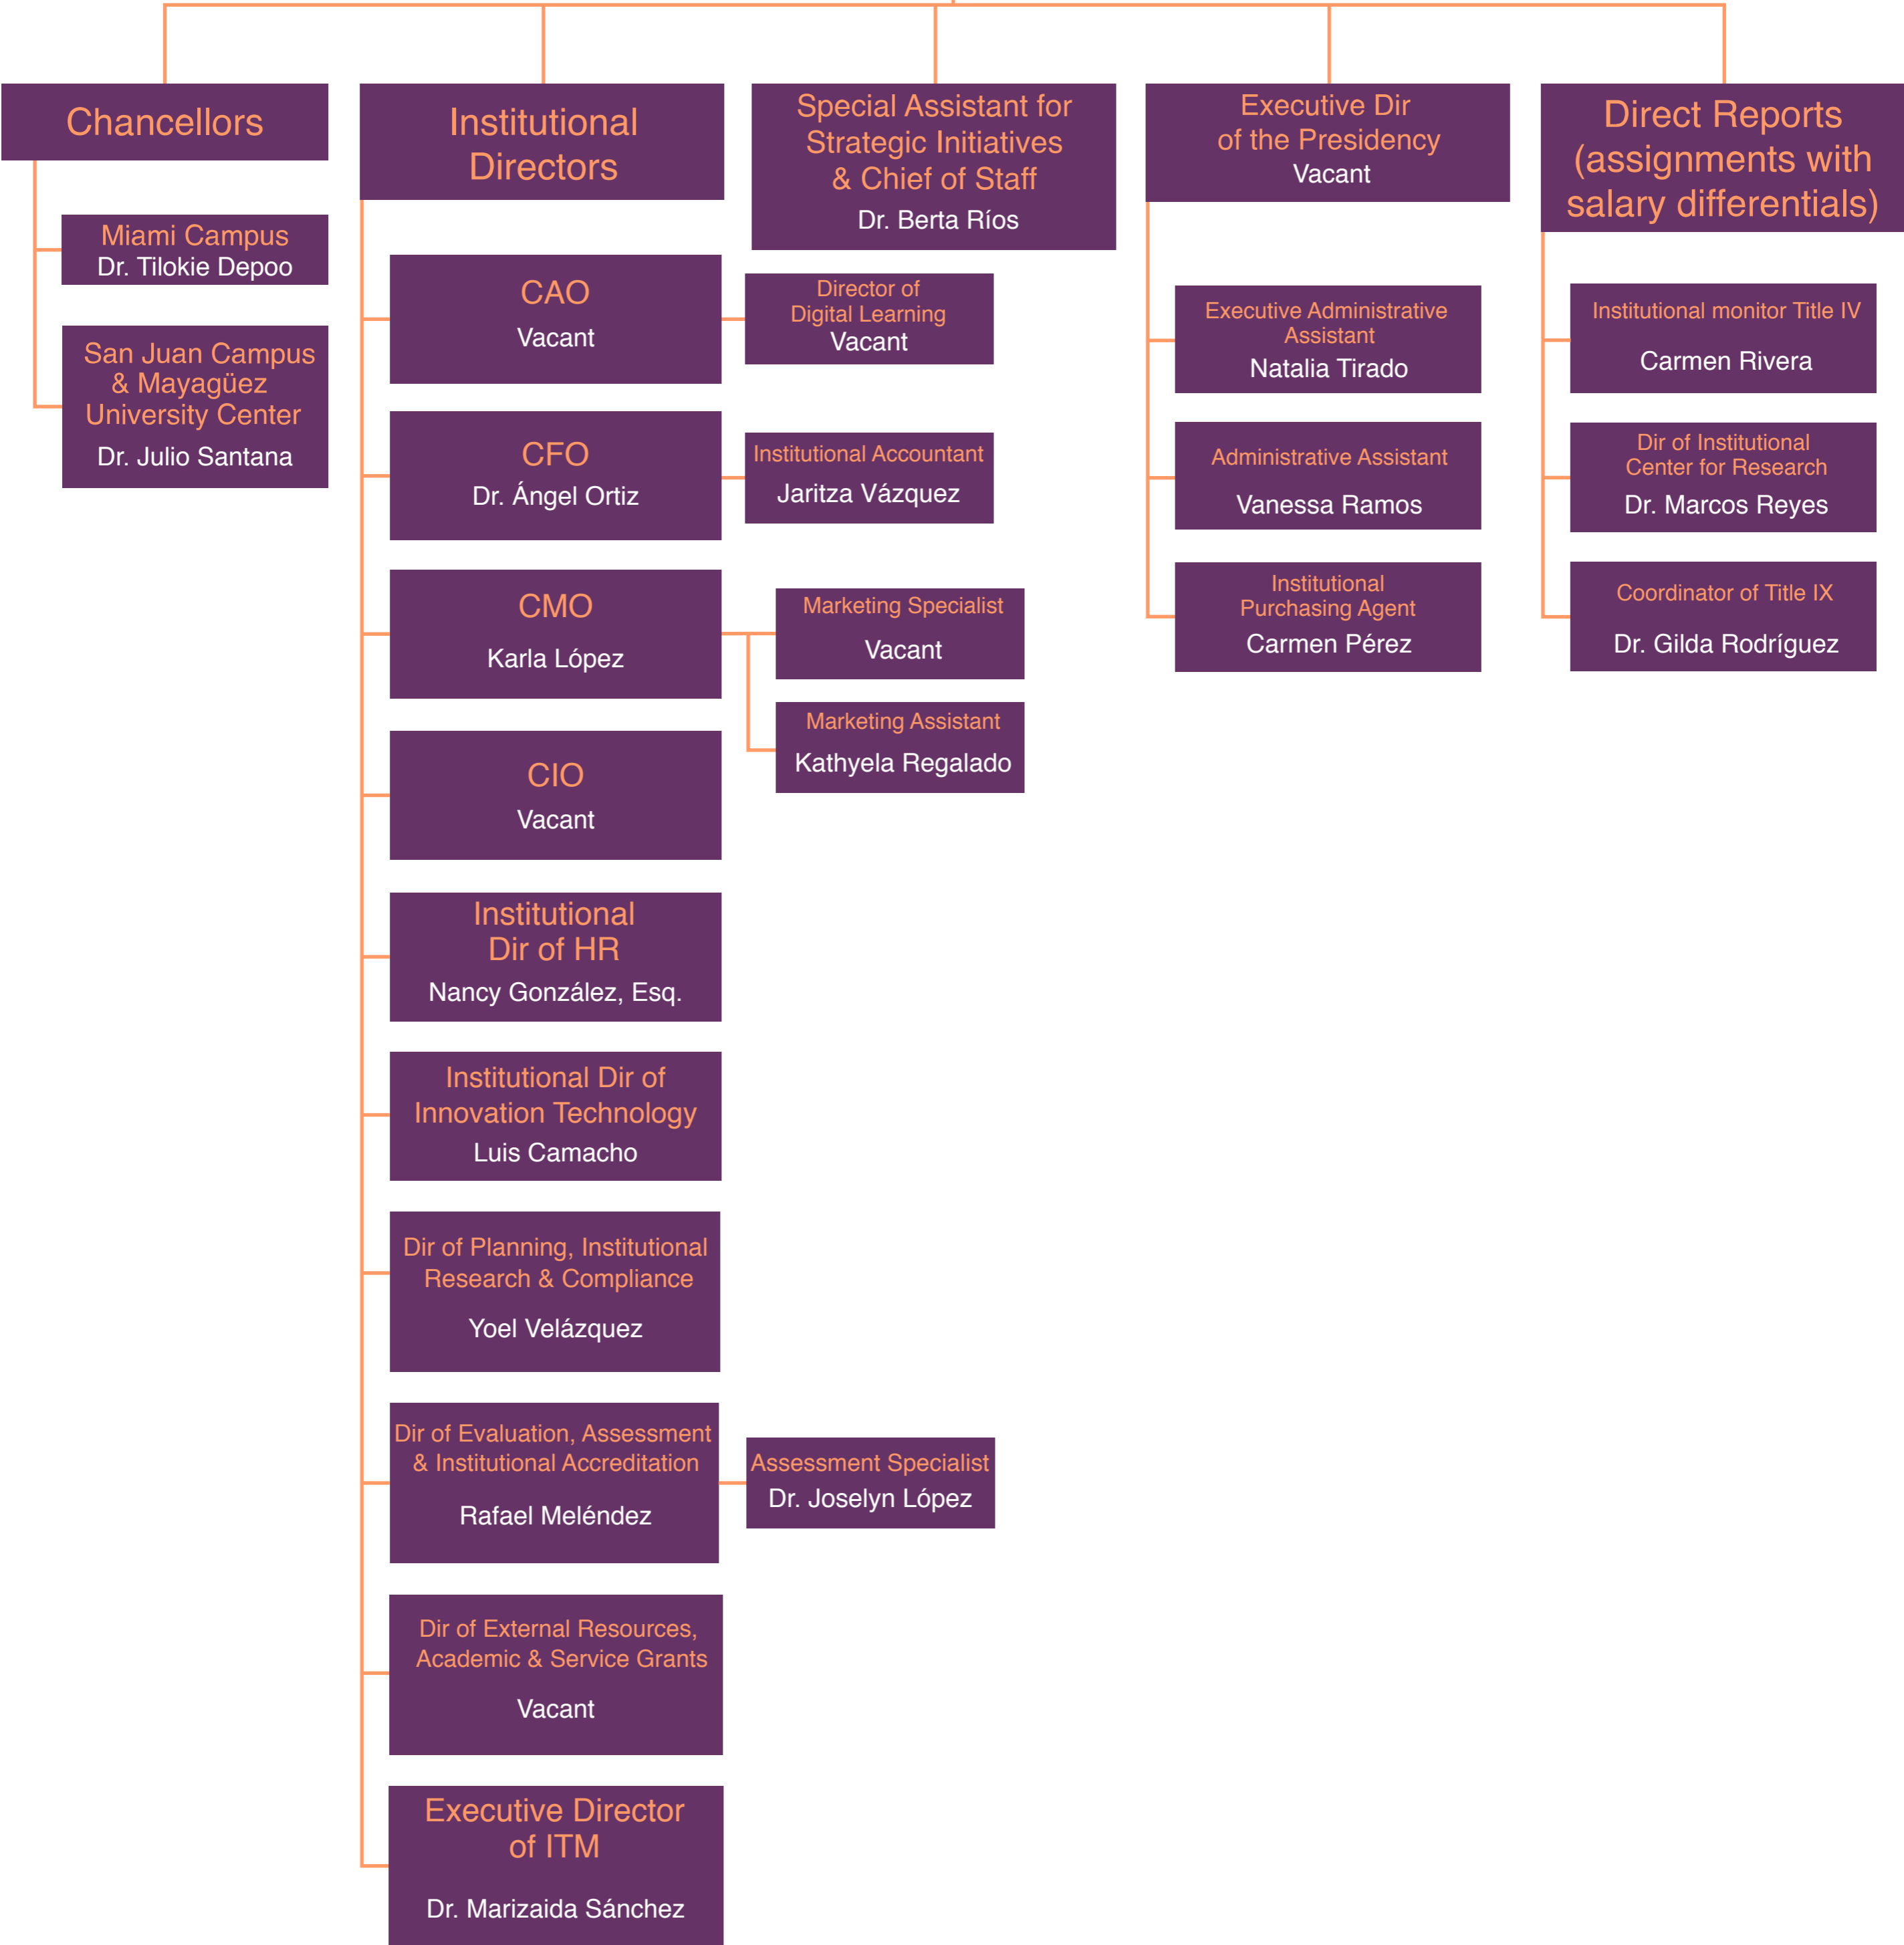 Chancellors
Miami Campus
Dr. Tilokie Depoo
San Juan Campus
& Mayagüez
University Center
Dr. Julio Santana
Institutional
Directors
CAO
Vacant
Director of
Digital Learning
Vacant
CFO
Dr. Ángel Ortiz
Institutional Accountant
Jaritza Vázquez
CMO
Karla López
Marketing Specialist
Vacant
Marketing Assistant
Kathyela Regalado
CIO
Vacant
Institutional
Dir of HR
Nancy González, Esq.
Institutional Dir of
Innovation Technology
Luis Camacho
Dir of Planning, Institutional
Research & Compliance
Yoel Velázquez
Dir of Evaluation, Assessment
& Institutional Accreditation
Rafael Meléndez
Assessment Specialist
Dr. Joselyn López
Dir of External Resources,
Academic & Service Grants
Vacant
Executive Director
of ITM
Dr. Marizaida Sánchez
Special Assistant for
Strategic Initiatives
& Chief of Staff
Dr. Berta Ríos
Executive Dir
of the Presidency
Vacant
Executive Administrative
Assistant
Natalia Tirado
Administrative Assistant
Vanessa Ramos
Institutional
Purchasing Agent
Carmen Pérez
Direct Reports
(assignments with
salary differentials)
Institutional monitor Title IV
Carmen Rivera
Dir of Institutional
Center for Research
Dr. Marcos Reyes
Coordinator of Title IX
Dr. Gilda Rodríguez